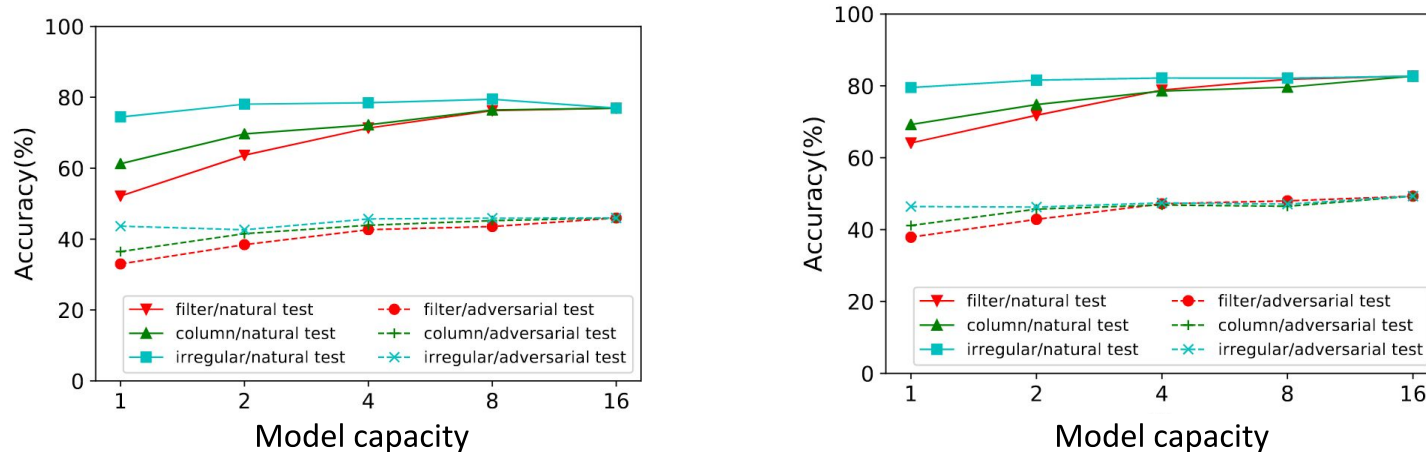 100
80
60
40
20
0
Accuracy(%)
filter/natural test
column/natural test
irregular/natural test
filter/adversarial test
column/adversarial test
irregular/adversarial test
1 2 4 8 16
Model capacity
100
80
60
40
20
0
Accuracy(%)
filter/natural test
column/natural test
irregular/natural test
filter/adversarial test
column/adversarial test
irregular/adversarial test
1 2 4 8 16
Model capacity